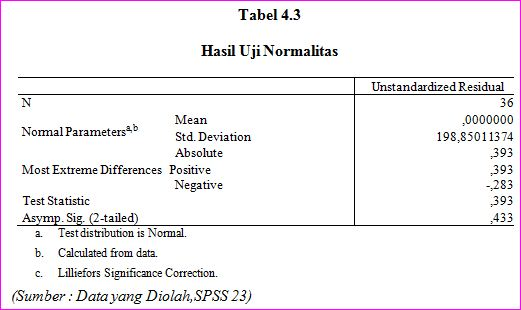 Tabel 4.3
Hasil Uji Normalitas
Unstandardized Residual
N 36
Normal Parametersa,b Mean ,0000000
Std. Deviation 198,85011374
Most Extreme Differences Absolute ,393
Positive ,393
Negative -,283
Test Statistic ,393
Asymp. Sig. (2-tailed) ,433
a. Test distribution is Normal.
b. Calculated from data.
c. Lilliefors Significance Correction.
(Sumber : Data yang Diolah,SPSS 23)